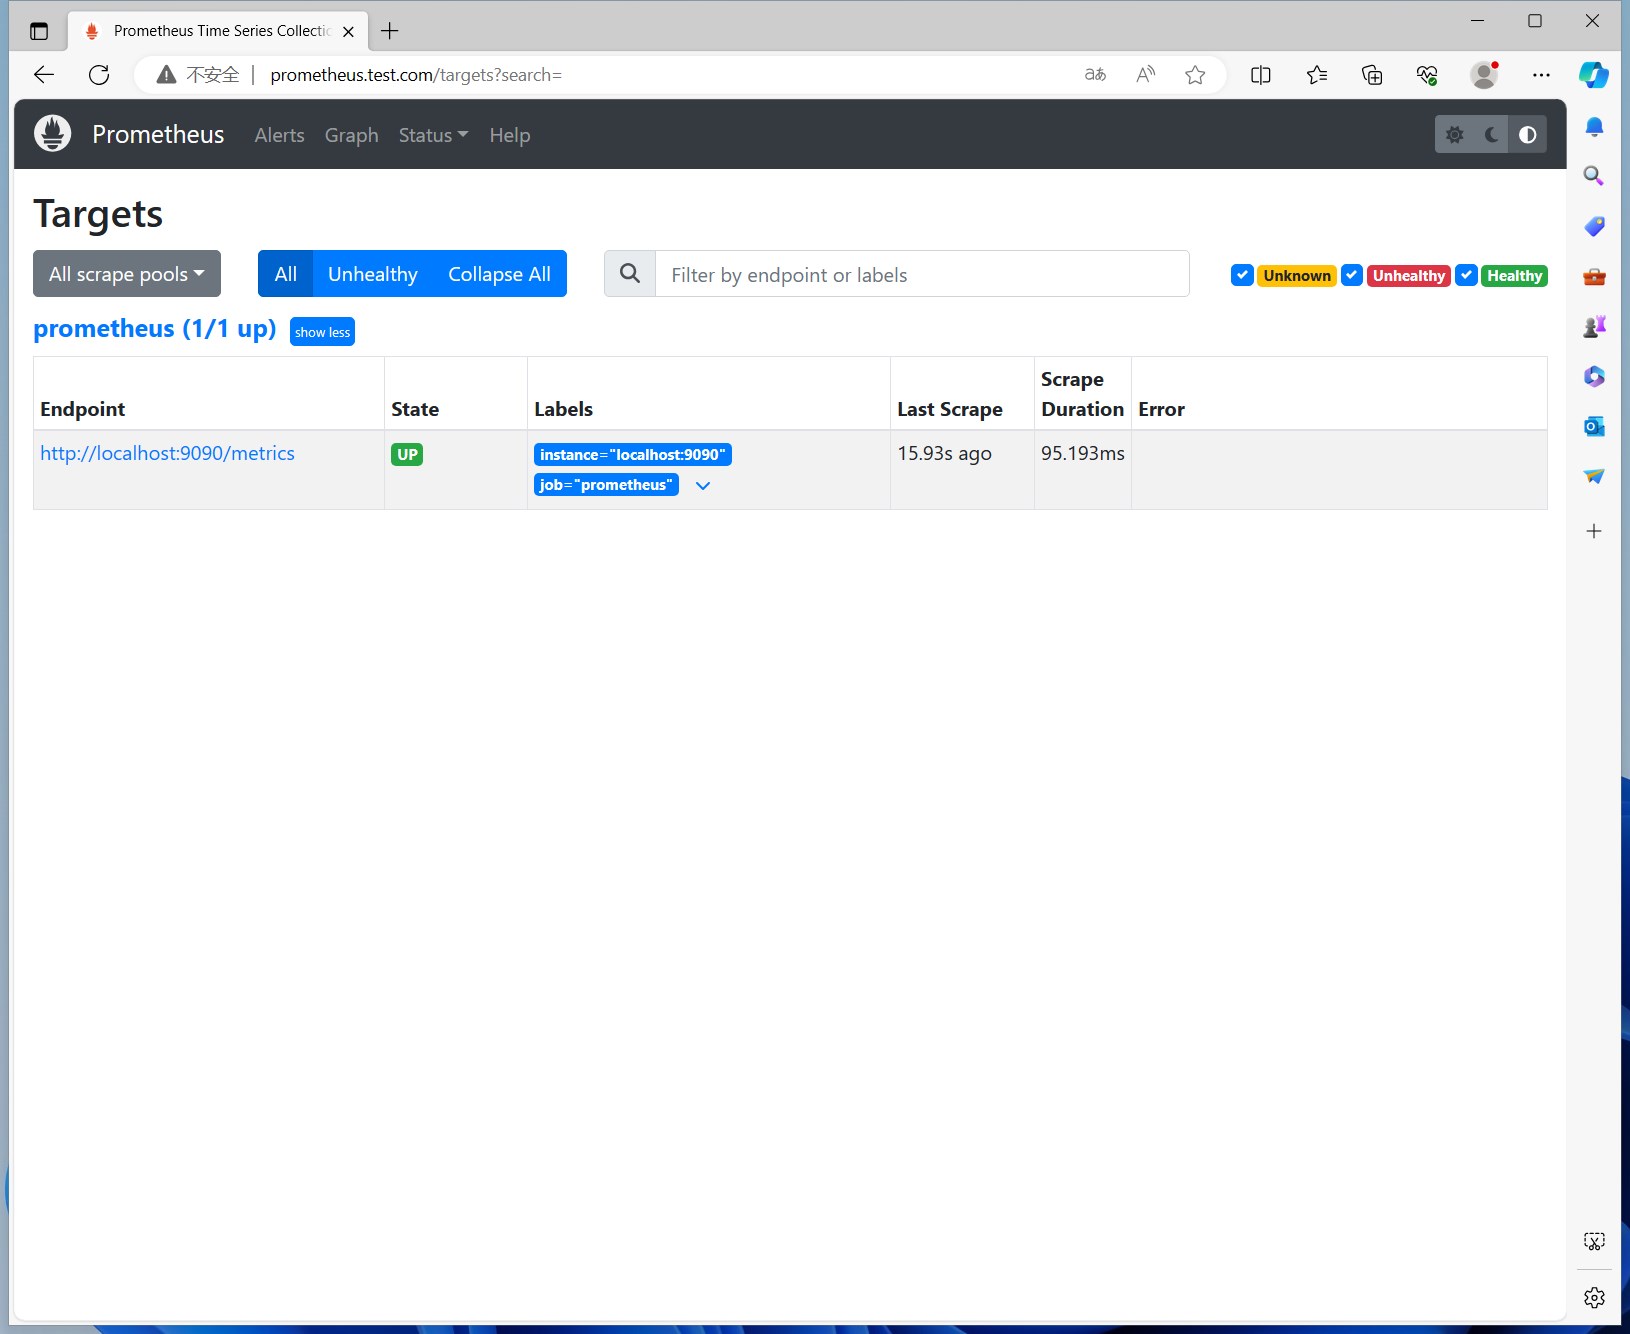 Prometheus Time Series Collectio
不安全 prometheus.test.com/targets?search=
Prometheus Alerts Graph Status Help
Targets
All scrape pools All Unhealthy Collapse All Filter by endpoint or labels Unknown Unhealthy Healthy
prometheus (1/1 up) show less
Endpoint State Labels Last Scrape Scrape Duration Error
http://localhost:9090/metrics UP instance="localhost:9090" 15.93s ago 95.193ms
job="prometheus"